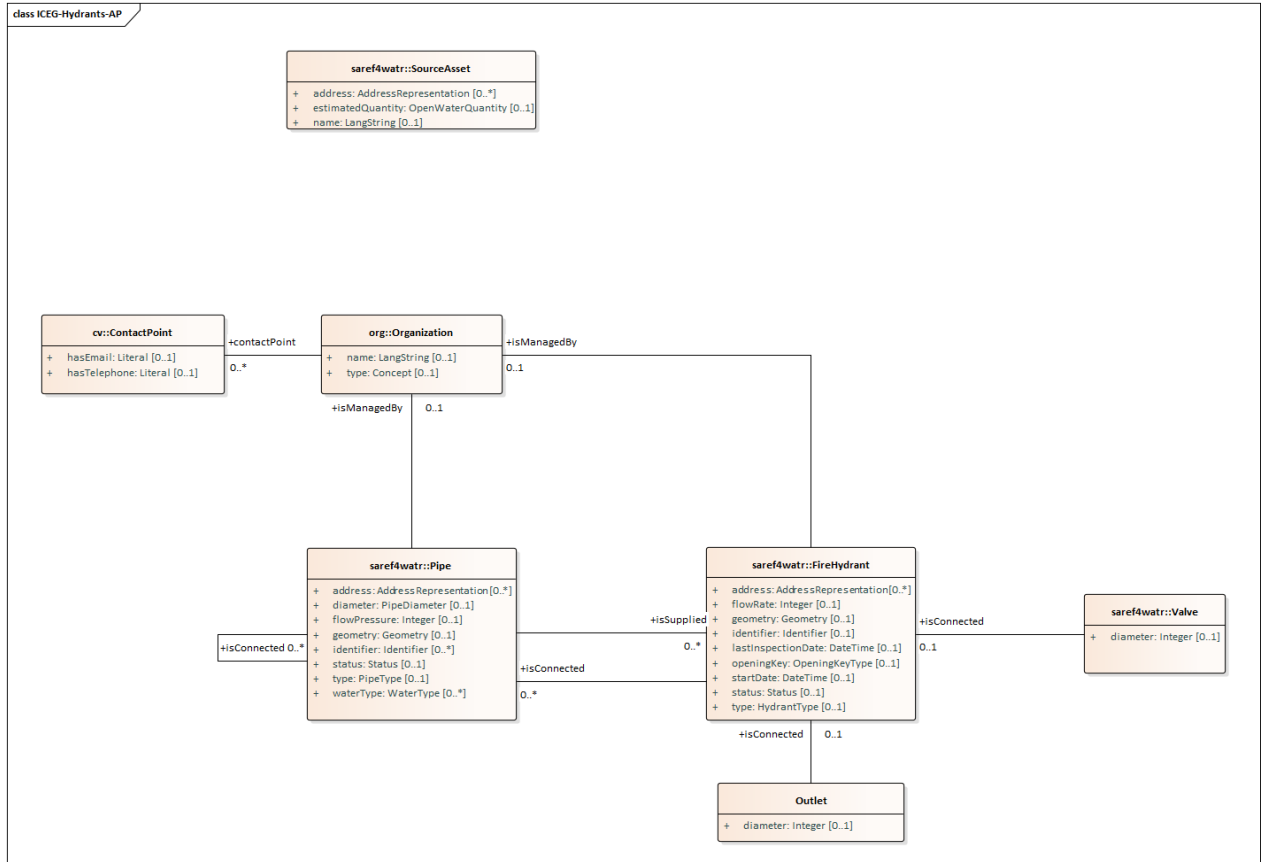 class ICEG-Hydrants-AP
saref4watr::SourceAsset
+ address: AddressRepresentation [0..*]
+ estimatedQuantity: OpenWaterQuantity [0..1]
+ name: LangString [0..1]
cv::ContactPoint
+ hasEmail: Literal [0..1]
+ hasTelephone: Literal [0..1]
+contactPoint
0..*
org::Organization
+ name: LangString [0..1]
+ type: Concept [0..1]
+isManagedBy
0..1
+isManagedBy 0..1
saref4watr::Pipe
+ address: AddressRepresentation[0..*]
+ diameter: PipeDiameter [0..1]
+ flowPressure: Integer [0..1]
+ geometry: Geometry [0..1]
+ identifier: Identifier [0..*]
+ status: Status [0..1]
+ type: PipeType [0..1]
+ waterType: WaterType [0..*]
+isConnected 0..*
+isSupplied
0..*
+isConnected
0..*
saref4watr::FireHydrant
+ address: AddressRepresentation[0..*]
+ flowRate: Integer [0..1]
+ geometry: Geometry [0..1]
+ identifier: Identifier [0..1]
+ lastInspectionDate: DateTime [0..1]
+ openingKey: OpeningKeyType [0..1]
+ startDate: DateTime [0..1]
+ status: Status [0..1]
+ type: HydrantType [0..1]
+isConnected
0..1
saref4watr::Valve
+ diameter: Integer [0..1]
+isConnected 0..1
Outlet
+ diameter: Integer [0..1]